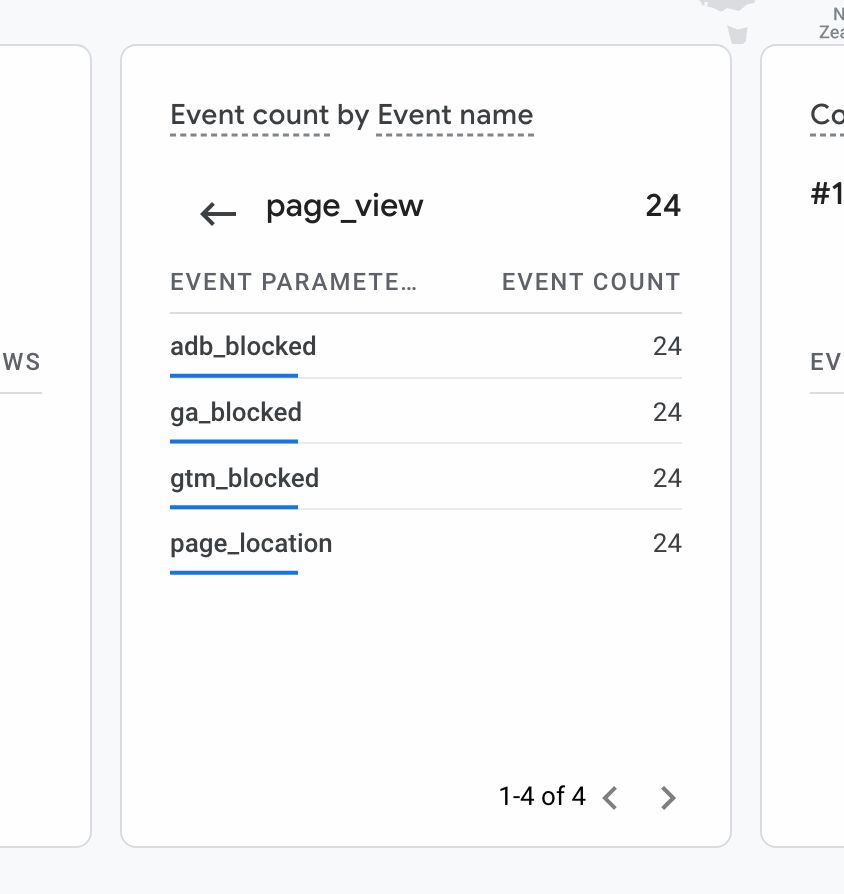 Event count by Event name
page_view 24
EVENT PARAMETE... EVENT COUNT
adb_blocked 24
ga_blocked 24
gtm_blocked 24
page_location 24
1-4 of 4
WS
Co
#1
EV
N
Zea